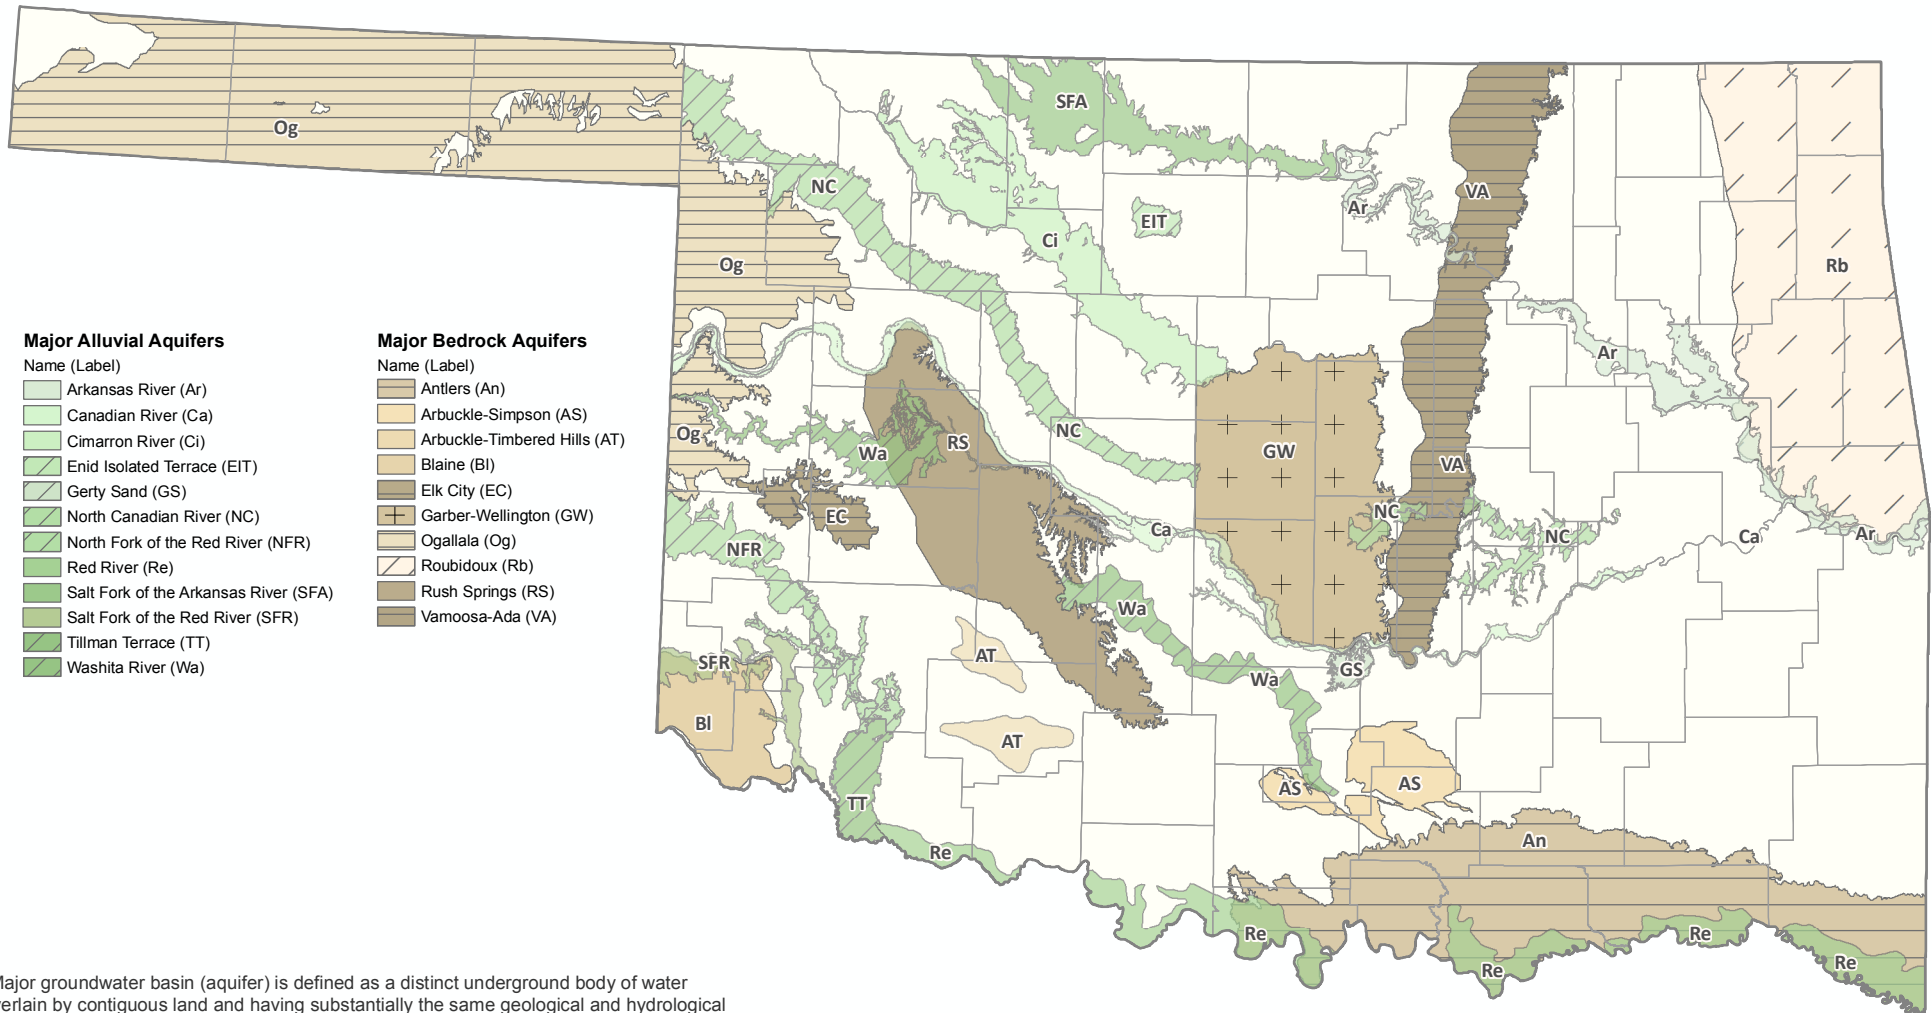 SFA
Og
NC
VA
Ar
EIT
Ci
Og
Rb
Major Alluvial Aquifers
Name (Label)
Arkansas River (Ar)
Canadian River (Ca)
Cimarron River (Ci)
Enid Isolated Terrace (EIT)
Gerty Sand (GS)
North Canadian River (NC)
North Fork of the Red River (NFR)
Red River (Re)
Salt Fork of the Arkansas River (SFA)
Salt Fork of the Red River (SFR)
Tillman Terrace (TT)
Washita River (Wa)
Major Bedrock Aquifers
Name (Label)
Antlers (An)
Arbuckle-Simpson (AS)
Arbuckle-Timbered Hills (AT)
Blaine (Bl)
Elk City (EC)
Garber-Wellington (GW)
Ogallala (Og)
Roubidoux (Rb)
Rush Springs (RS)
Vamoosa-Ada (VA)
Ar
Og
NC
RS
Wa
GW
VA
EC
NC
Ca
NC
Ca
Ar
NFR
Wa
AT
SFR
GS
Wa
Bl
AT
AS
AS
TT
An
Re
Re
Re
Re
Re
Major groundwater basin (aquifer) is defined as a distinct underground body of water
verlain by contiguous land and having substantially the same geological and hydrological